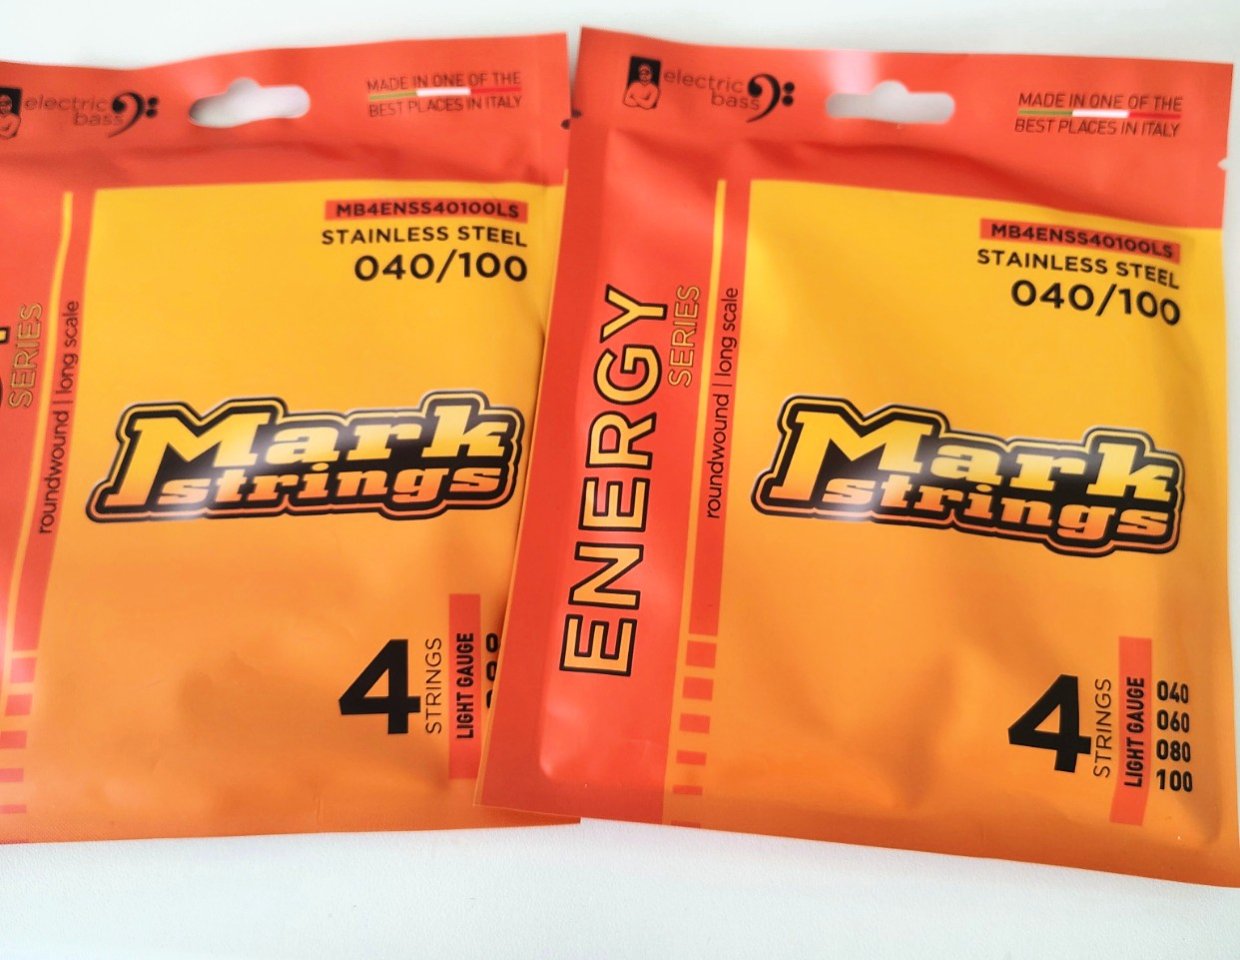 electric
bass
MADE IN ONE OF THE
BEST PLACES IN ITALY
MB4ENSS40100LS
STAINLESS STEEL
040/100
SERIES
roundwound | long scale
Mark
strings
4
STRINGS
LIGHT GAUGE
electric
bass
MADE IN ONE OF THE
BEST PLACES IN ITALY
MB4ENSS40100LS
STAINLESS STEEL
040/100
ENERGY
SERIES
roundwound | long scale
Mark
strings
4
STRINGS
LIGHT GAUGE
040
060
080
100